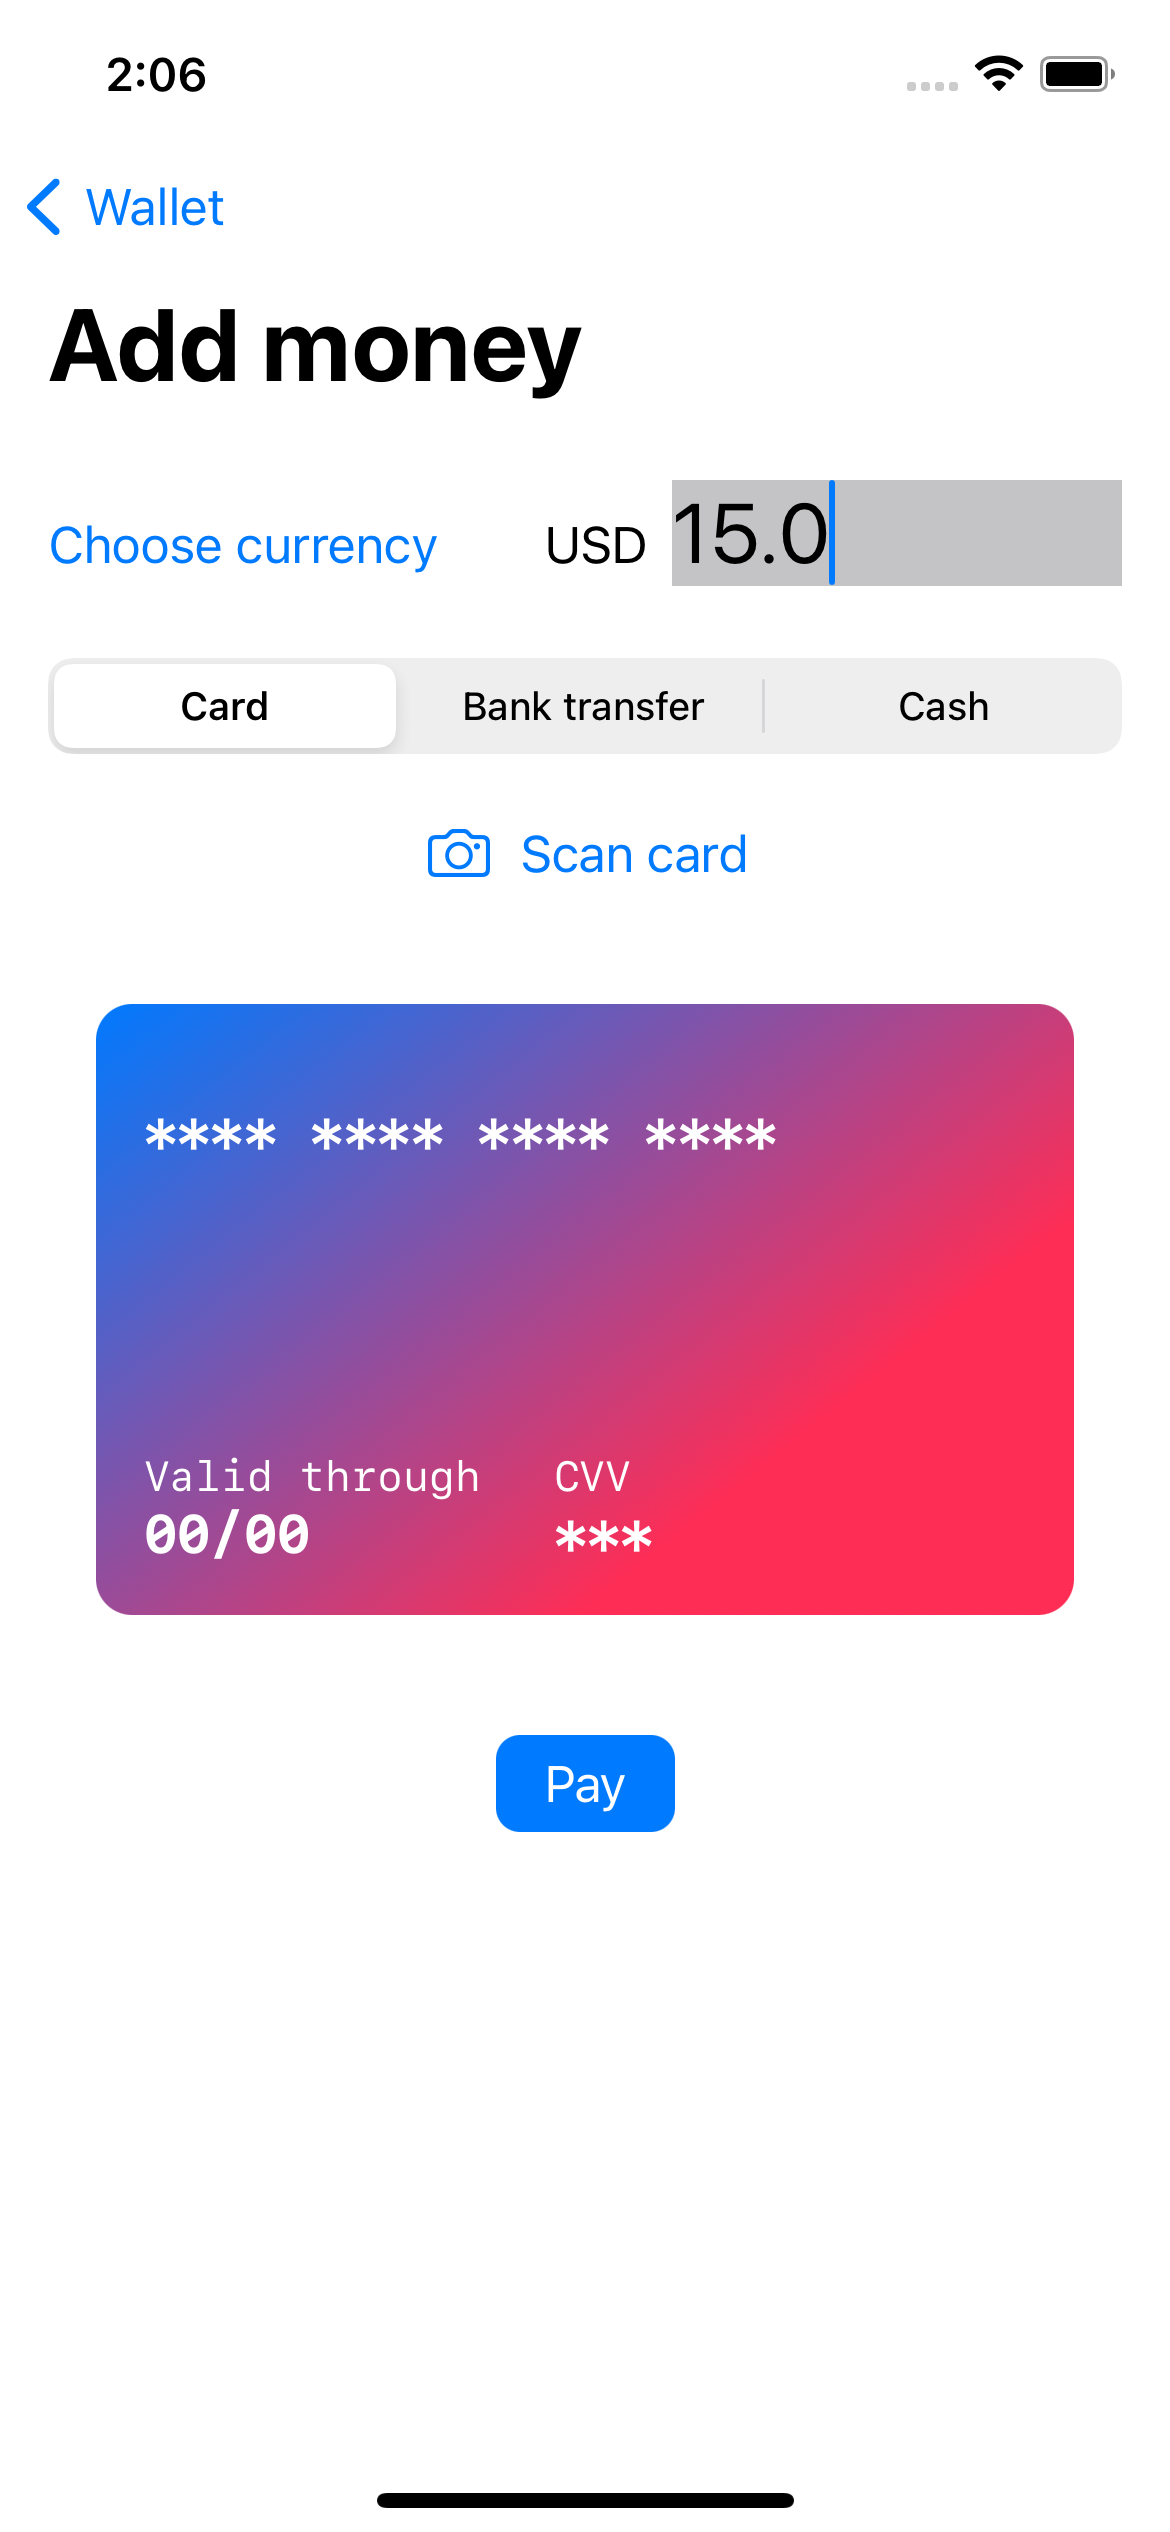 2:06
Wallet
Add money
Choose currency USD 15.0
Card Bank transfer Cash
Scan card
**** **** **** ****
Valid through CVV
00/00 ***
Pay